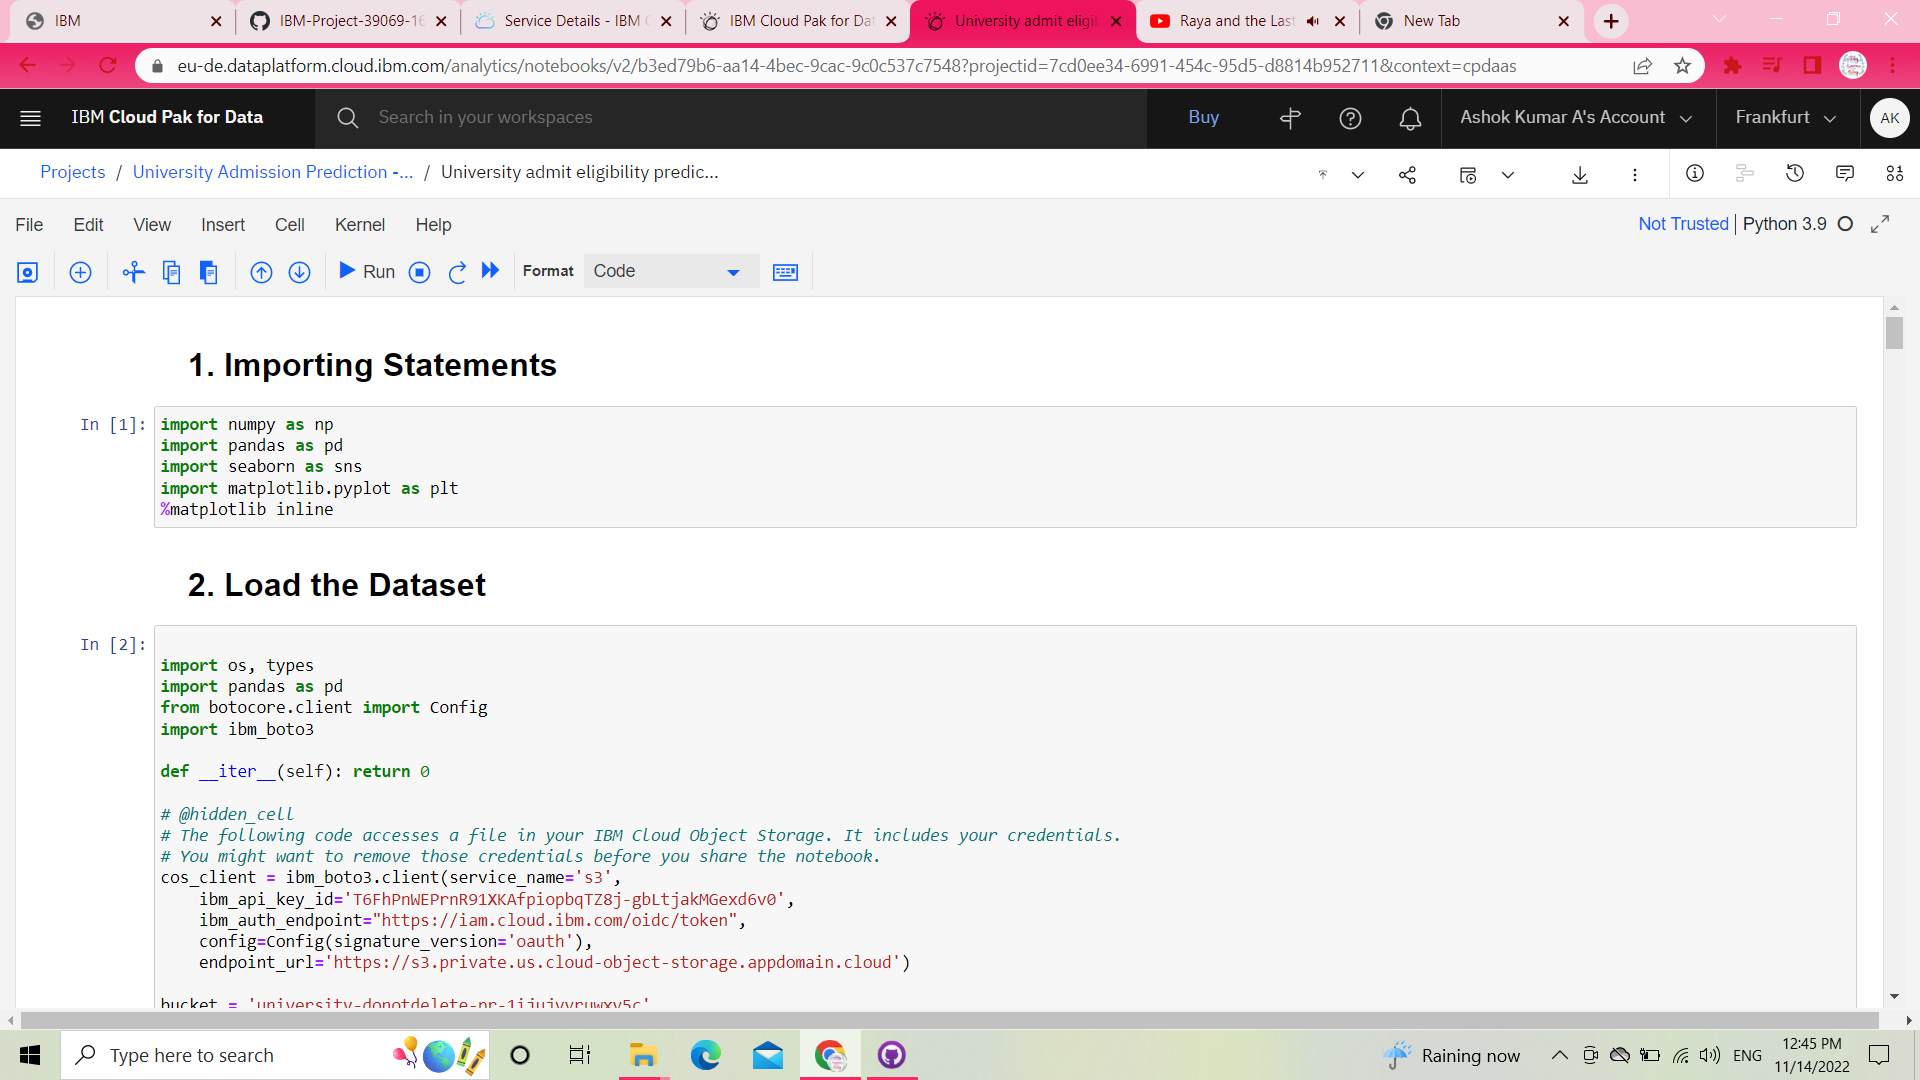 IBM
IBM-Project-39069-16
Service Details - IBM C
IBM Cloud Pak for Dat
University admit eligib
Raya and the Last
New Tab
eu-de.dataplatform.cloud.ibm.com/analytics/notebooks/v2/b3ed79b6-aa14-4bec-9cac-9c0c537c7548?projectid=7cd0ee34-6991-454c-95d5-d8814b952711&context=cpdaas
IBM Cloud Pak for Data
Search in your workspaces
Buy
Ashok Kumar A's Account
Frankfurt
AK
Projects / University Admission Prediction -... / University admit eligibility predic...
File Edit View Insert Cell Kernel Help
Not Trusted Python 3.9
Run
Format
Code
1. Importing Statements
In [1]:
import numpy as np
import pandas as pd
import seaborn as sns
import matplotlib.pyplot as plt
%matplotlib inline
2. Load the Dataset
In [2]:
import os, types
import pandas as pd
from botocore.client import Config
import ibm_boto3
def __iter__(self): return 0
# @hidden_cell
# The following code accesses a file in your IBM Cloud Object Storage. It includes your credentials.
# You might want to remove those credentials before you share the notebook.
cos_client = ibm_boto3.client(service_name='s3',
ibm_api_key_id='T6FhPnWEPrnR91XKAfpiopbqTZ8j-gbLtjakMGexd6v0',
ibm_auth_endpoint="https://iam.cloud.ibm.com/oidc/token",
config=Config(signature_version='oauth'),
endpoint_url='https://s3.private.us.cloud-object-storage.appdomain.cloud')
bucket =
Type here to search
Raining now
ENG
12:45 PM
11/14/2022